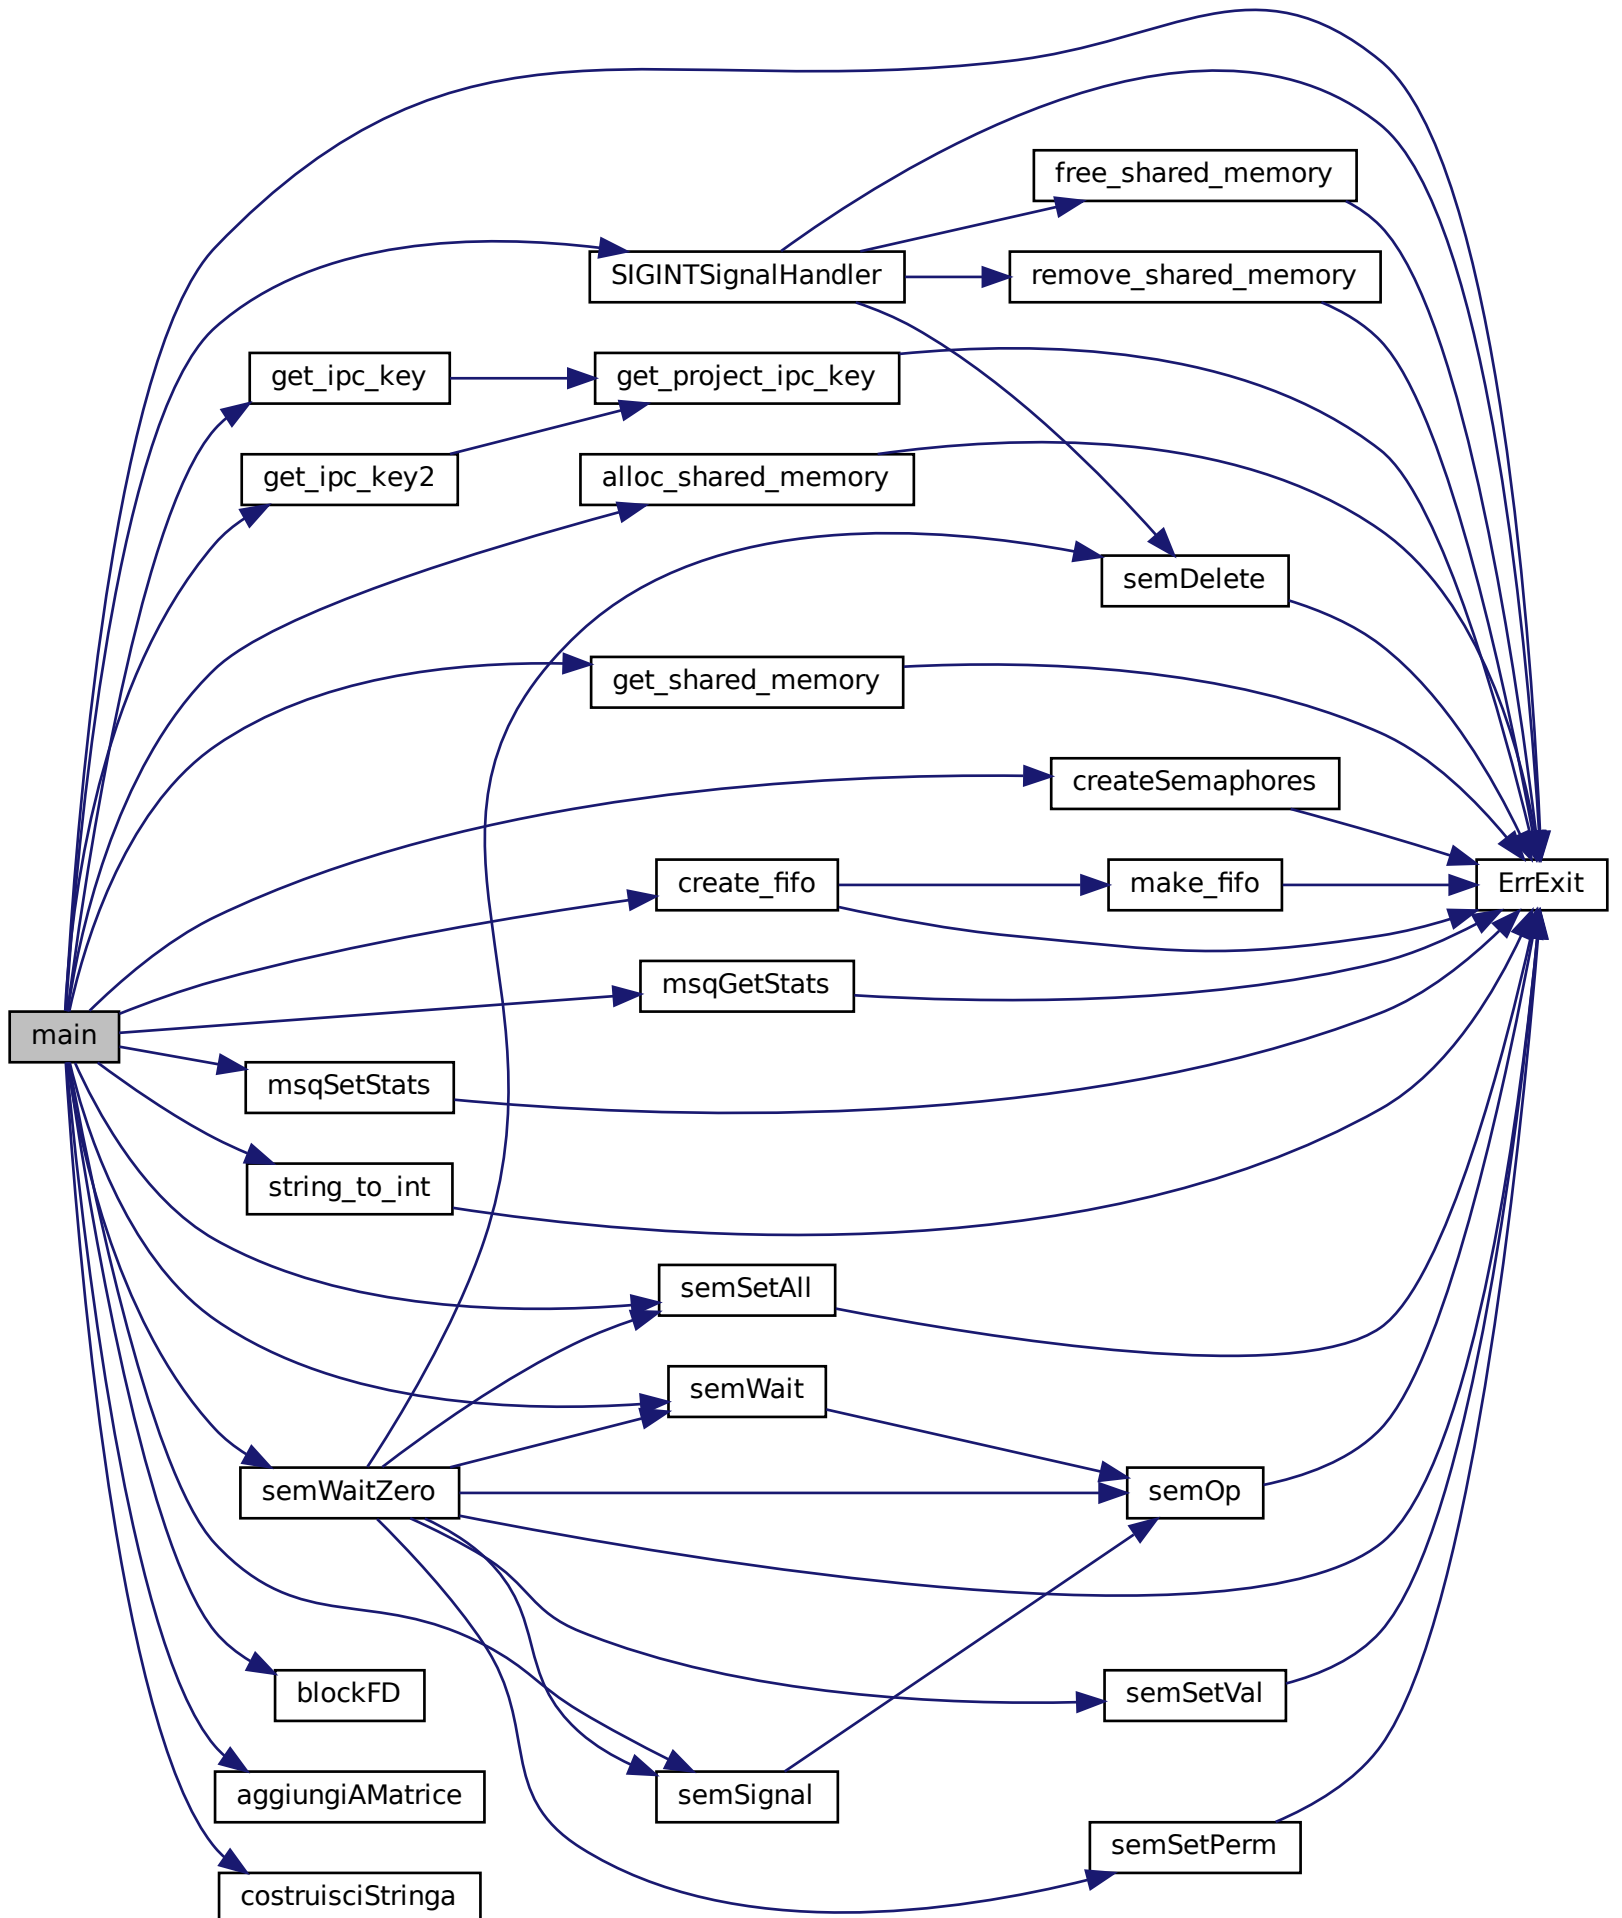 free_shared_memory
SIGINTSignalHandler
remove_shared_memory
get_ipc_key
get_project_ipc_key
get_ipc_key2
alloc_shared_memory
semDelete
get_shared_memory
createSemaphores
create_fifo
make_fifo
ErrExit
msqGetStats
main
msqSetStats
string_to_int
semSetAll
semWait
semWaitZero
semOp
blockFD
semSetVal
aggiungiAMatrice
semSignal
semSetPerm
costruisciStringa